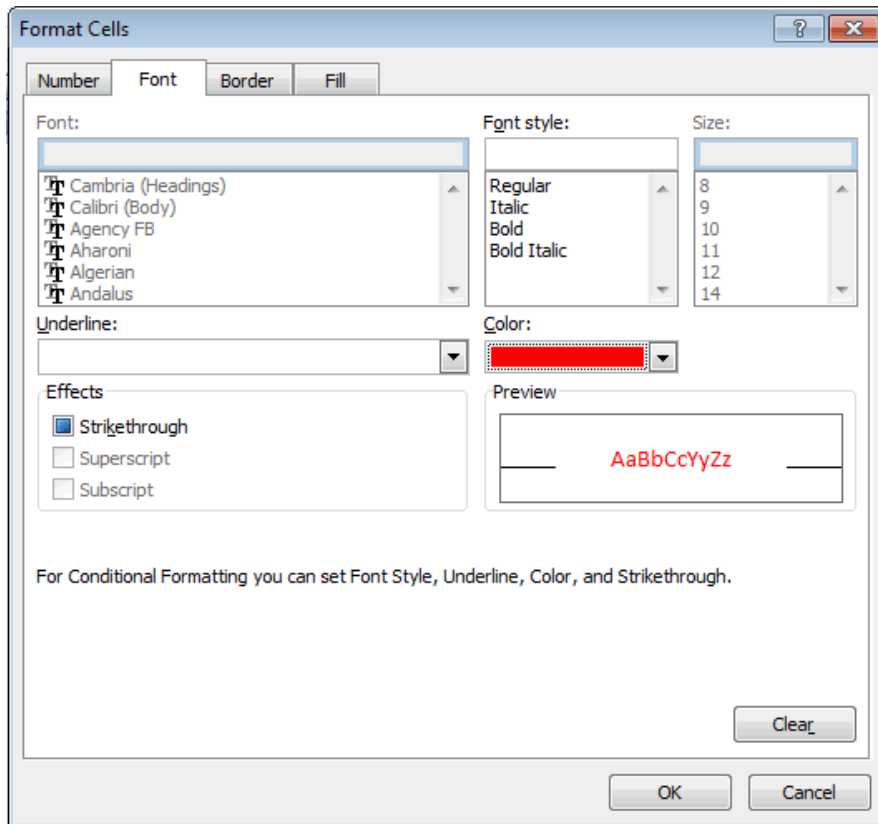 Format Cells
Number Font Border Fill
Font: Font style: Size:
Cambria (Headings) Regular 8
Calibri (Body) Italic 9
Agency FB Bold 10
Aharoni Bold Italic 11
Algerian 12
Andalus 14
Underline: Color:
Effects Preview
Strikethrough
Superscript AaBbCcYyZz
Subscript
For Conditional Formatting you can set Font Style, Underline, Color, and Strikethrough.
Clear
OK Cancel